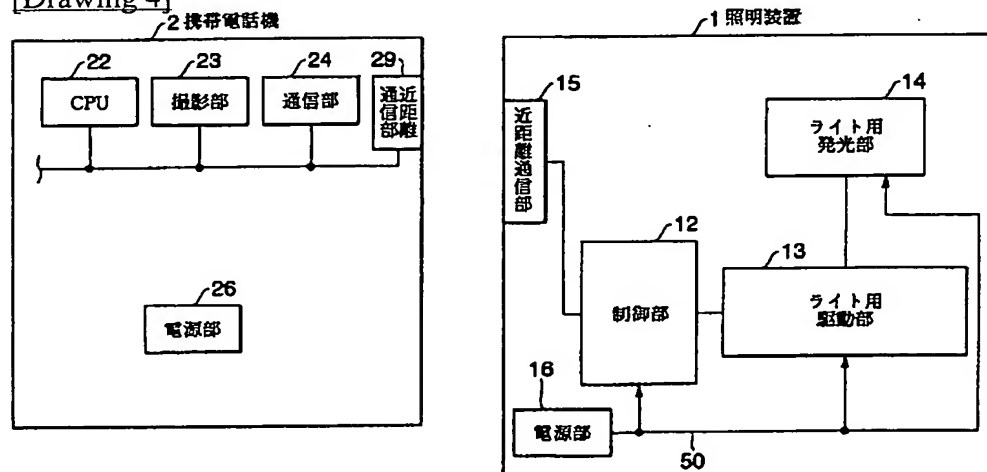 [Drawing 4]
2 携帯電話機
22
CPU
23
撮影部
24
通信部
29
近距離
通信部
26
電源部
1 照明装置
15
近距離通信部
14
ライト用
発光部
12
制御部
13
ライト用
駆動部
16
電源部
50